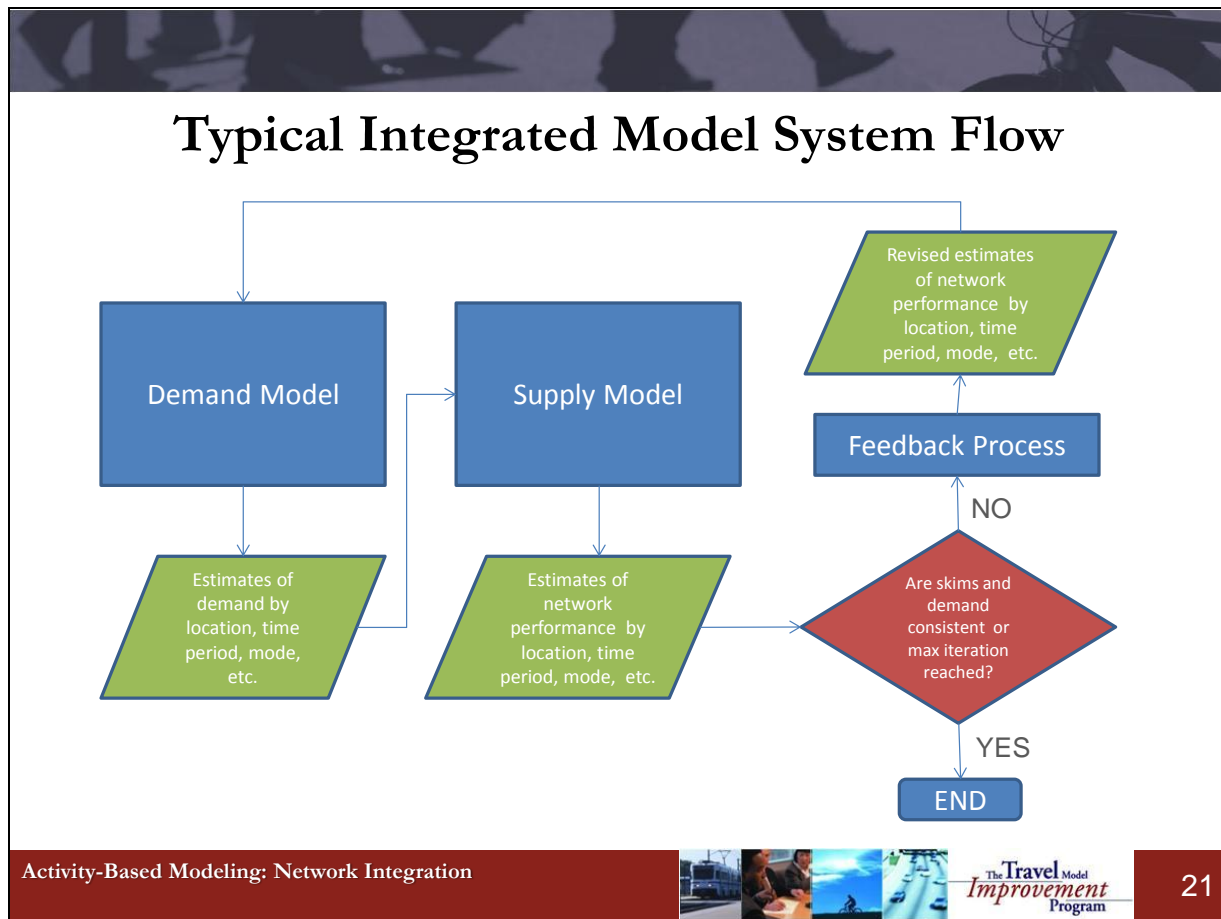 Typical Integrated Model System Flow
Demand Model
Supply Model
Revised estimates
of network
performance by
location, time
period, mode, etc.
Feedback Process
NO
Estimates of
demand by
location, time
period, mode,
etc.
Estimates of
network
performance by
location, time
period, mode, etc.
Are skims and
demand
consistent or
max iteration
reached?
YES
END
Activity-Based Modeling: Network Integration
The Travel Model
Improvement
Program
21